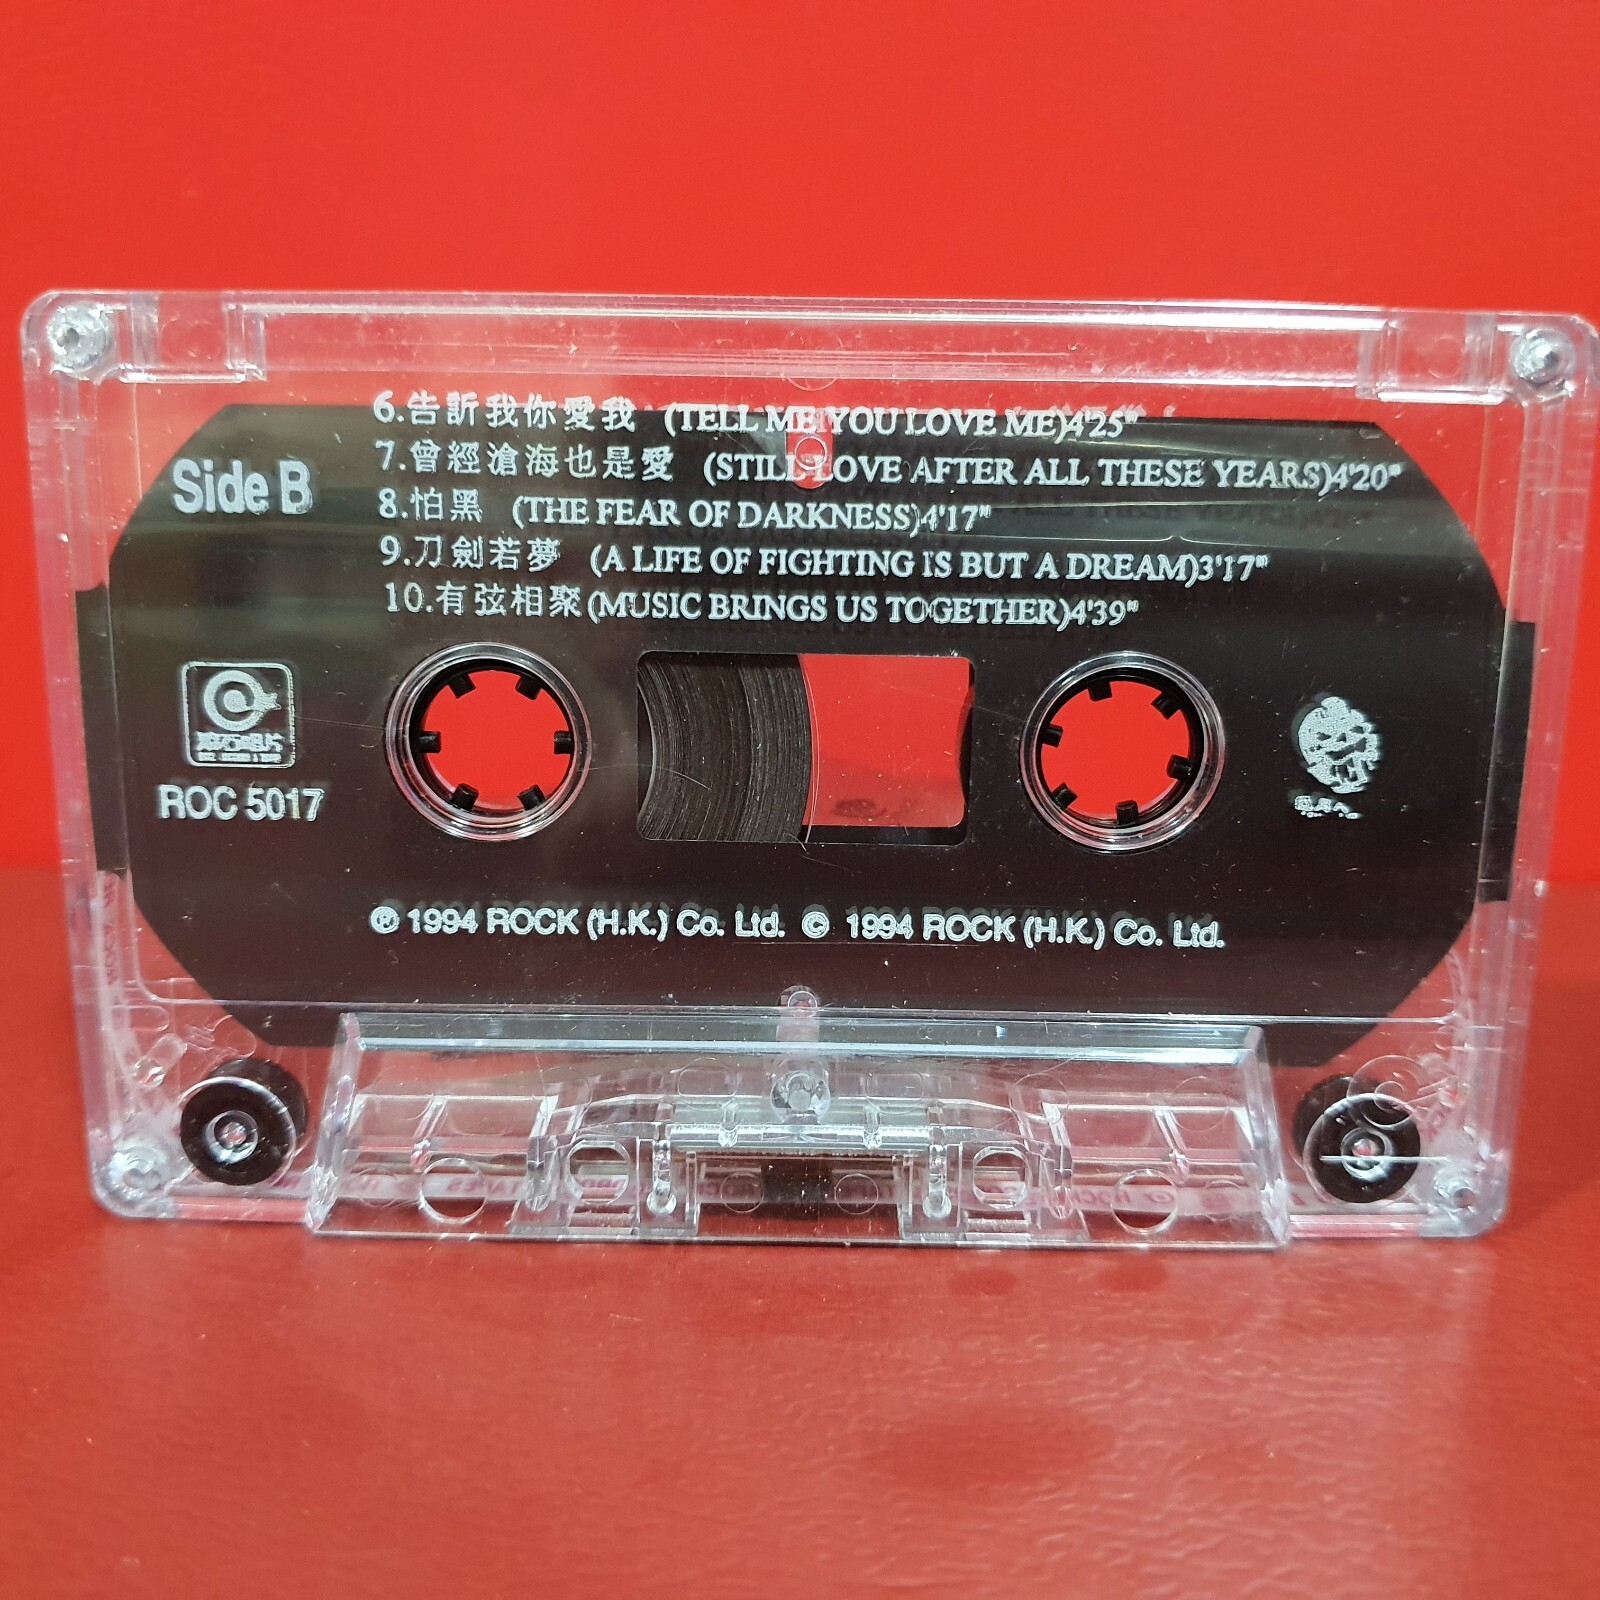 6.告訴我你愛我 (TELL ME YOU LOVE ME)4'25"
7.曾經滄海也是愛 (STILL LOVE AFTER ALL THESE YEARS)4'20"
Side B
8.怕黑 (THE FEAR OF DARKNESS)4'17"
9.刀劍若夢 (A LIFE OF FIGHTING IS BUT A DREAM)3'17"
10.有弦相聚(MUSIC BRINGS US TOGETHER)4'39"
ROC 5017
℗ 1994 ROCK (H.K.) Co. Ltd. © 1994 ROCK (H.K.) Co. Ltd.